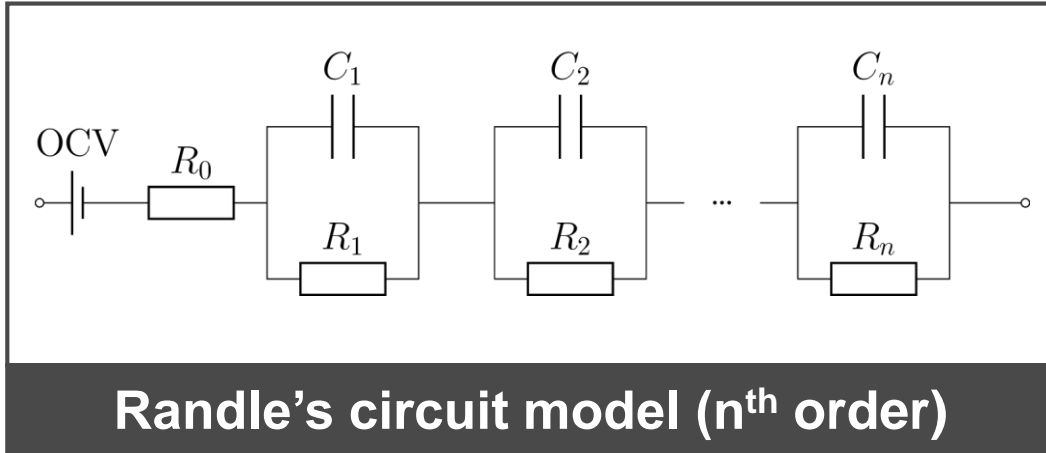 C₁ C₂ Cₙ
OCV
R₀
...
R₁ R₂ Rₙ
Randle's circuit model (nᵗʰ order)